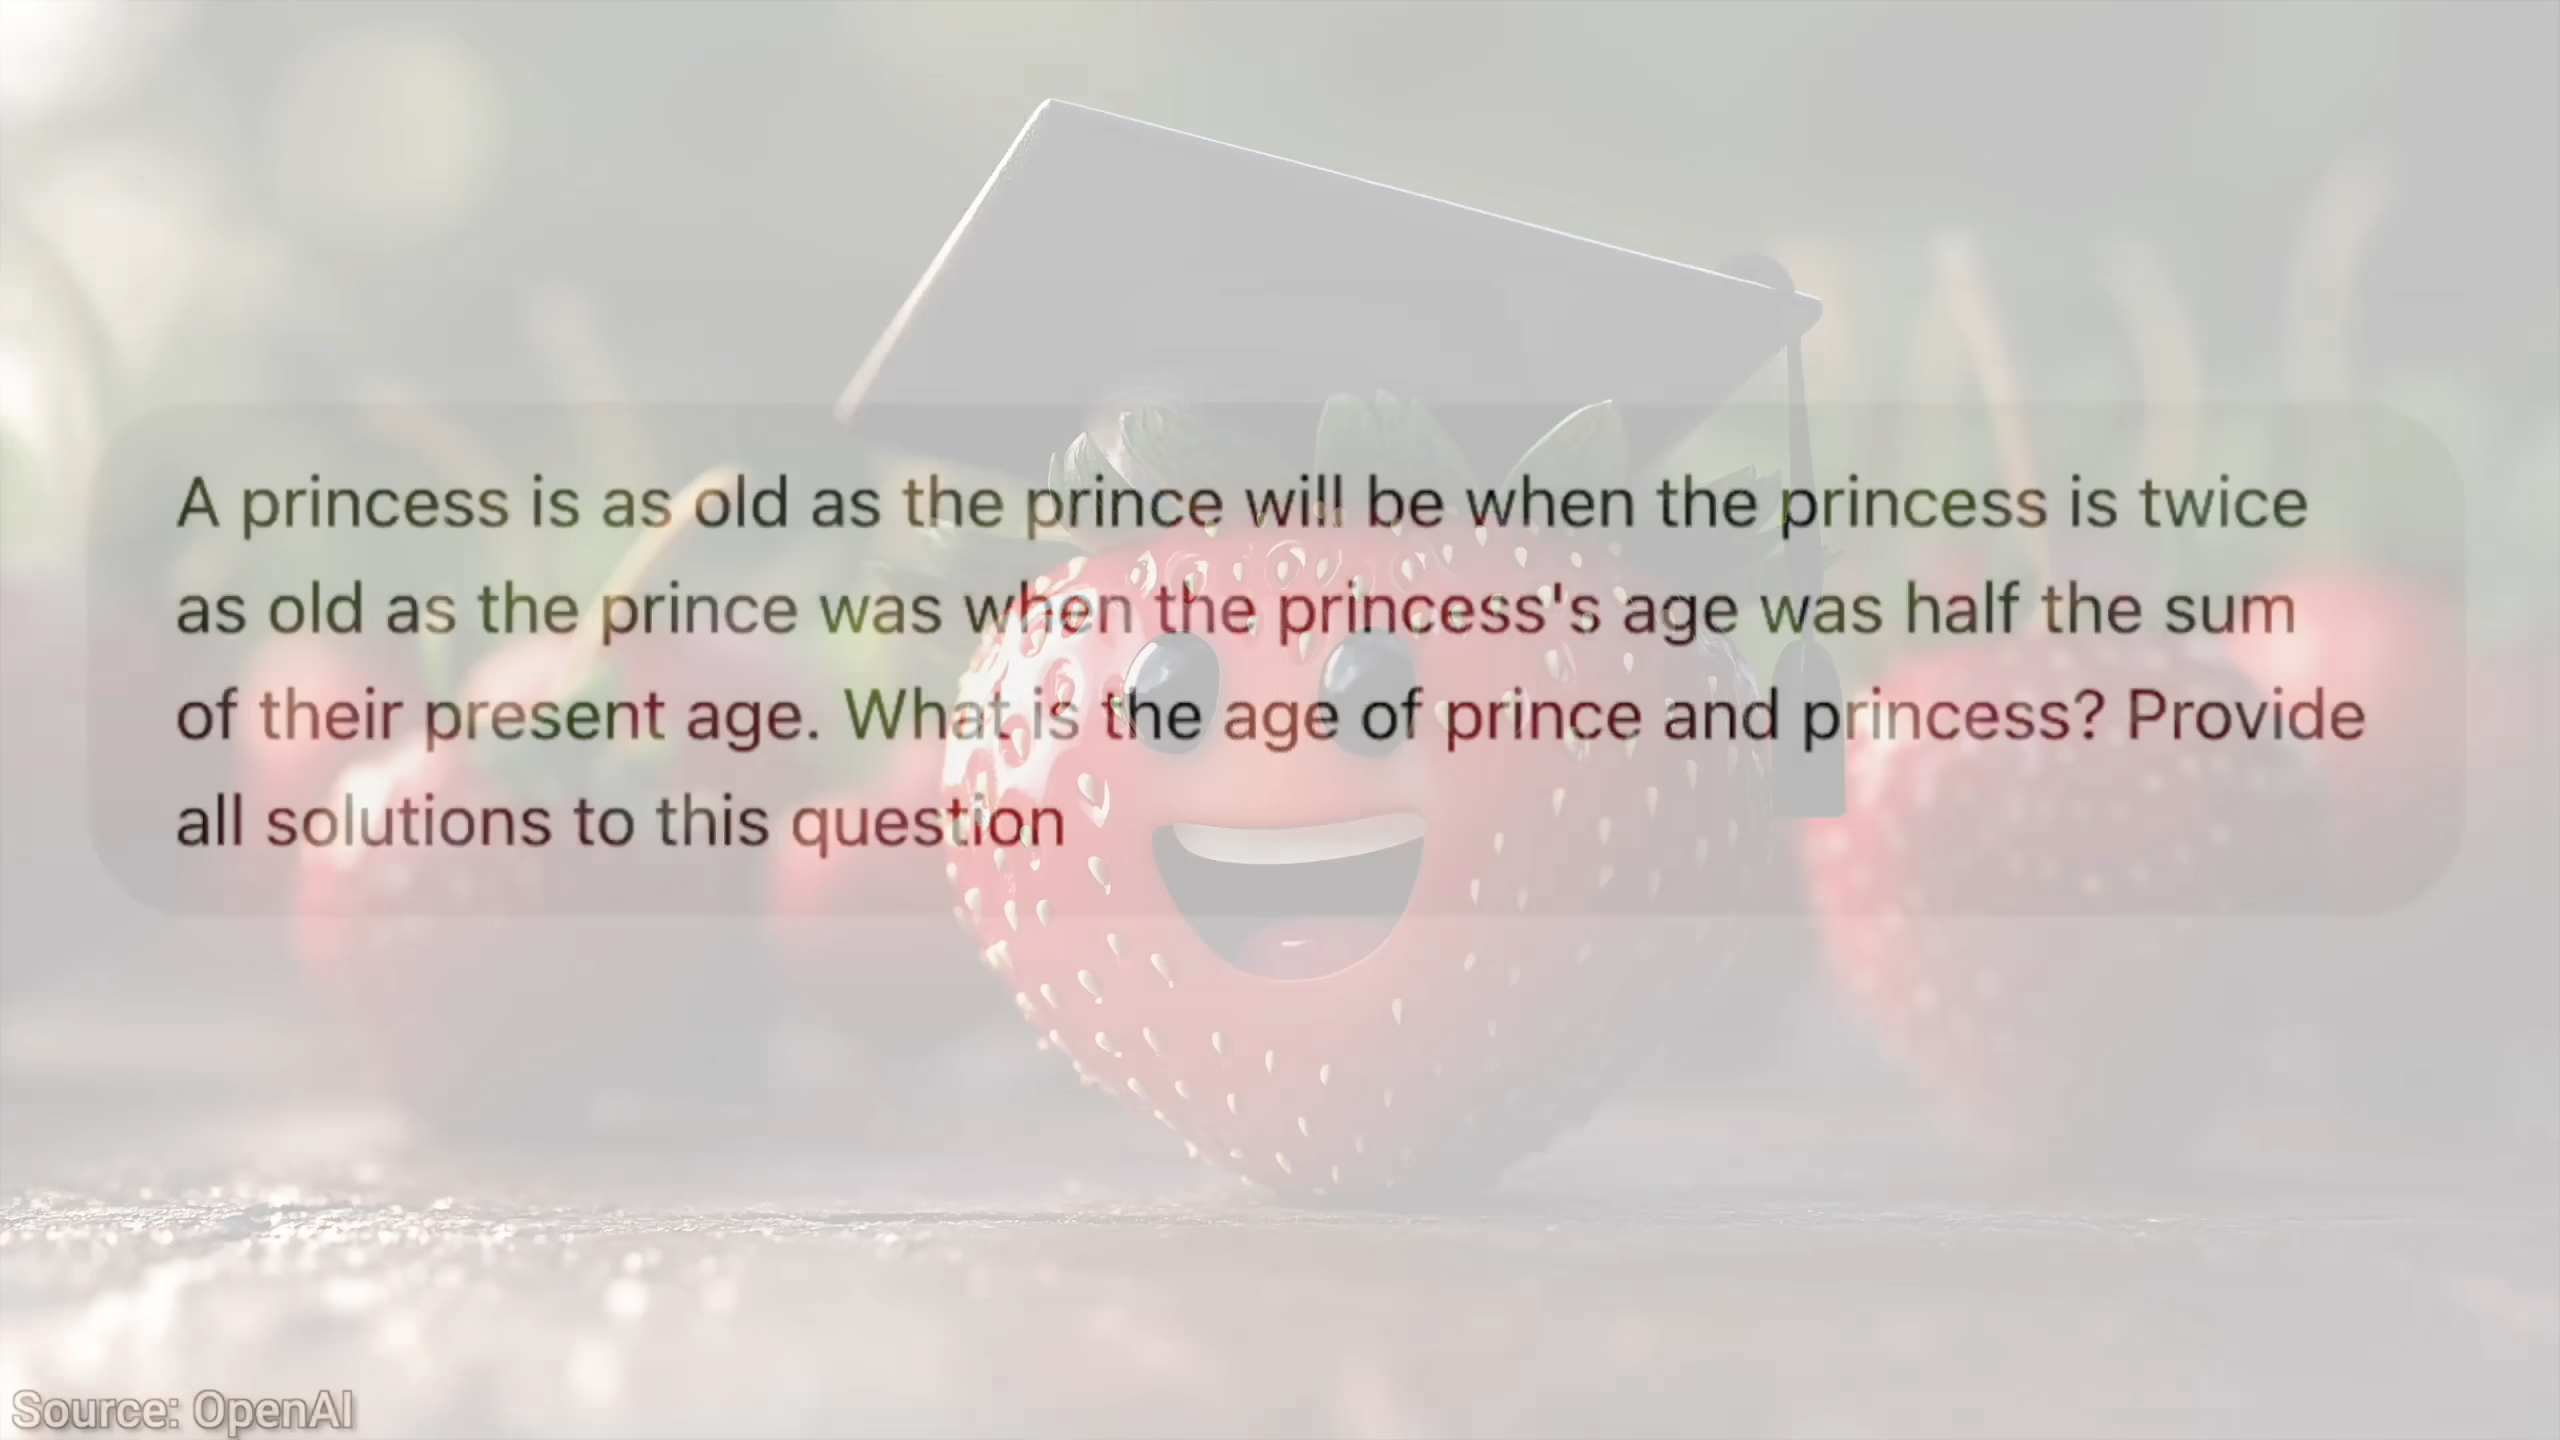 A princess is as old as the prince will be when the princess is twice
as old as the prince was when the princess's age was half the sum
of their present age. What is the age of prince and princess? Provide
all solutions to this question
Source: OpenAI